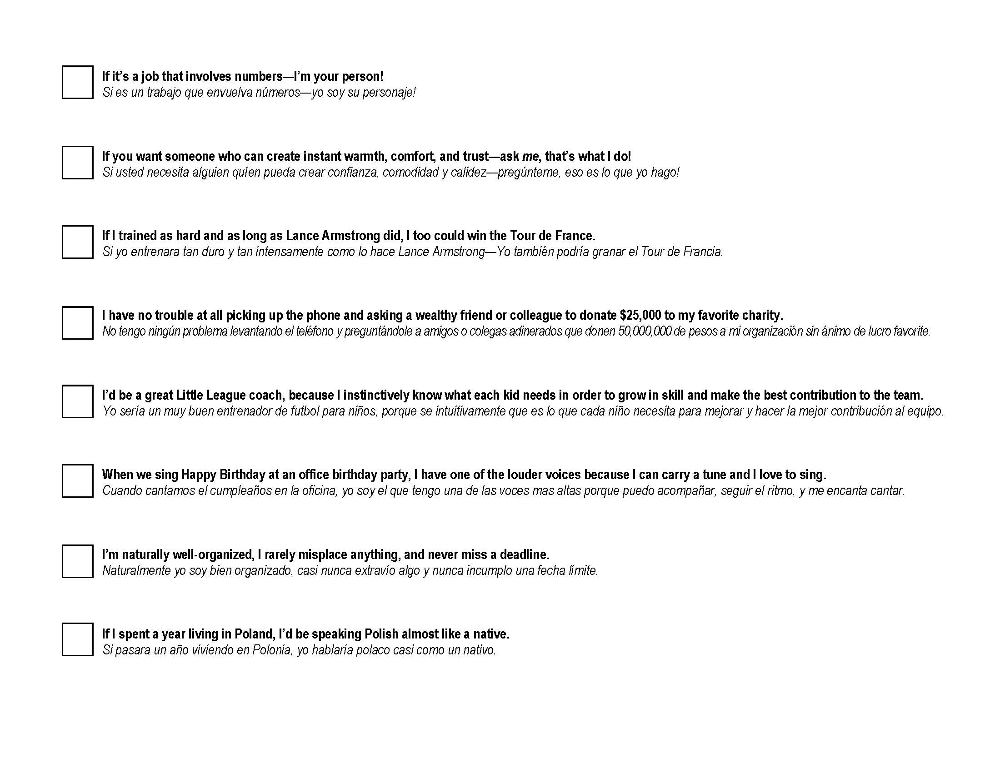 If it’s a job that involves numbers—I’m your person!
Si es un trabajo que envuelva números—yo soy su personaje!
If you want someone who can create instant warmth, comfort, and trust—ask me, that’s what I do!
Si usted necesita alguien quíen pueda crear confianza, comodidad y calidez—pregúnteme, eso es lo que yo hago!
If I trained as hard and as long as Lance Armstrong did, I too could win the Tour de France.
Si yo entrenara tan duro y tan intensamente como lo hace Lance Armstrong—Yo también podría granar el Tour de Francia.
I have no trouble at all picking up the phone and asking a wealthy friend or colleague to donate $25,000 to my favorite charity.
No tengo ningún problema levantando el teléfono y preguntándole a amigos o colegas adinerados que donen 50,000,000 de pesos a mi organización sin ánimo de lucro favorite.
I’d be a great Little League coach, because I instinctively know what each kid needs in order to grow in skill and make the best contribution to the team.
Yo sería un muy buen entrenador de futbol para niños, porque se intuitivamente que es lo que cada niño necesita para mejorar y hacer la mejor contribución al equipo.
When we sing Happy Birthday at an office birthday party, I have one of the louder voices because I can carry a tune and I love to sing.
Cuando cantamos el cumpleaños en la oficina, yo soy el que tengo una de las voces mas altas porque puedo acompañar, seguir el ritmo, y me encanta cantar.
I’m naturally well-organized, I rarely misplace anything, and never miss a deadline.
Naturalmente yo soy bien organizado, casi nunca extravío algo y nunca incumplo una fecha límite.
If I spent a year living in Poland, I’d be speaking Polish almost like a native.
Si pasara un año viviendo en Polonia, yo hablaría polaco casi como un nativo.